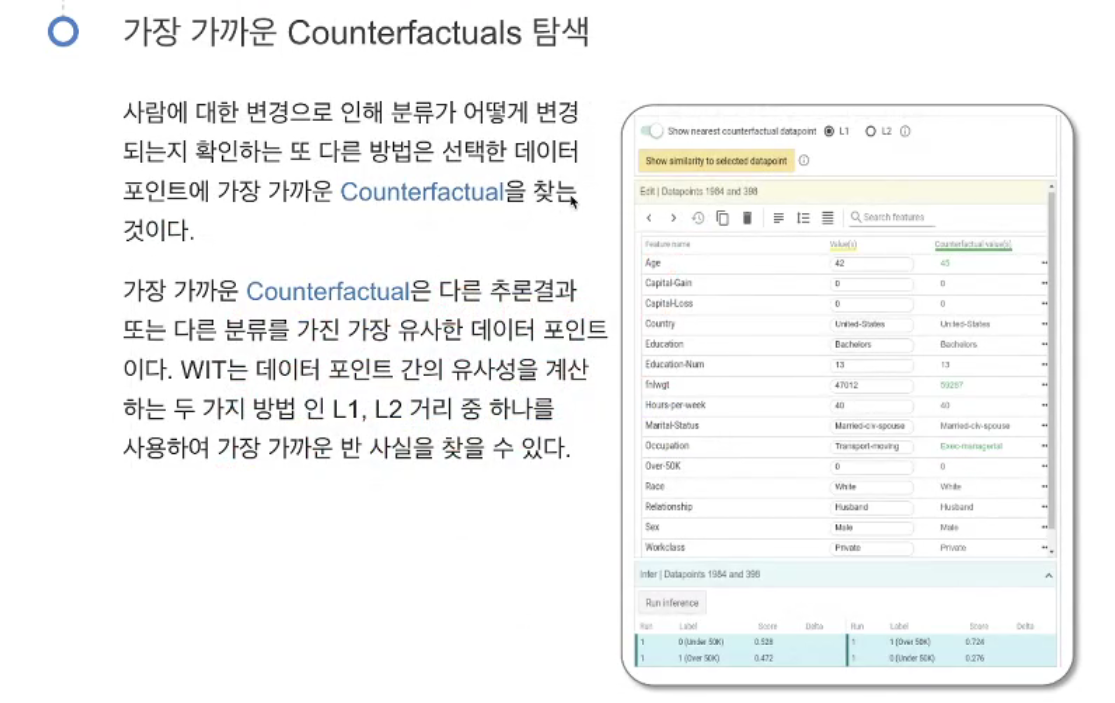 가장 가까운 Counterfactuals 탐색
사람에 대한 변경으로 인해 분류가 어떻게 변경
되는지 확인하는 또 다른 방법은 선택한 데이터
포인트에 가장 가까운 Counterfactual을 찾는
것이다.
가장 가까운 Counterfactual은 다른 추론결과
또는 다른 분류를 가진 가장 유사한 데이터 포인트
이다. WIT는 데이터 포인트 간의 유사성을 계산
하는 두 가지 방법 인 L1, L2 거리 중 하나를
사용하여 가장 가까운 반 사실을 찾을 수 있다.
Show nearest counterfactual datapoint L1 L2
Show similarity to selected datapoint
Edit | Datapoints 1984 and 398
Search features
Feature name Value(s) Counterfactual value(s)
Age 42 45
Capital-Gain 0 0
Capital-Loss 0 0
Country United-States United-States
Education Bachelors Bachelors
Education-Num 13 13
fnlwgt 47012 59287
Hours-per-week 40 40
Marital-Status Married-civ-spouse Married-civ-spouse
Occupation Transport-moving Exec-managerial
Over-50K 0 0
Race White White
Relationship Husband Husband
Sex Male Male
Workclass Private Private
Infer | Datapoints 1984 and 398
Run inference
Run Label Score Delta Run Label Score Delta
1 0 (Under 50K) 0.528 1 1 (Over 50K) 0.724
1 1 (Over 50K) 0.472 1 0 (Under 50K) 0.276